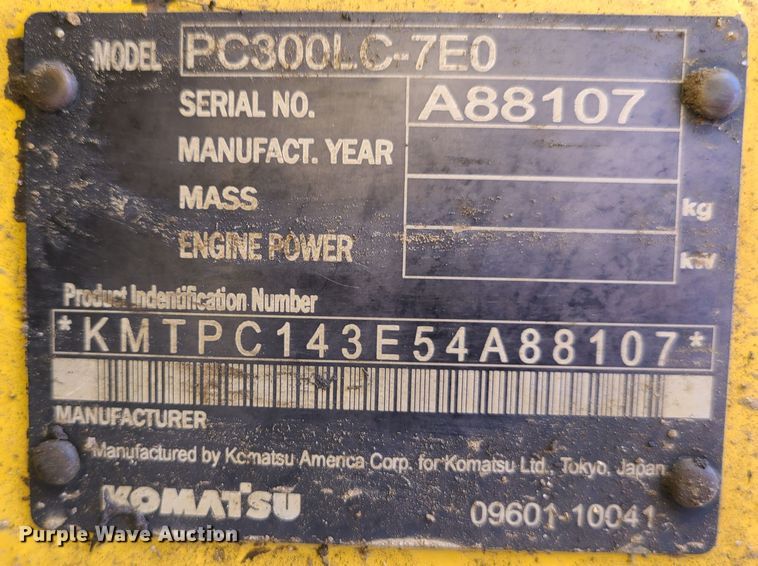 MODEL PC300LC-7E0
SERIAL NO. A88107
MANUFACT. YEAR
MASS kg
ENGINE POWER kW
Product Indentification Number
*KMTPC143E54A88107*
MANUFACTURER
Manufactured by Komatsu America Corp. for Komatsu Ltd., Tokyo, Japan
KOMATSU 09601-10041
Purple Wave Auction